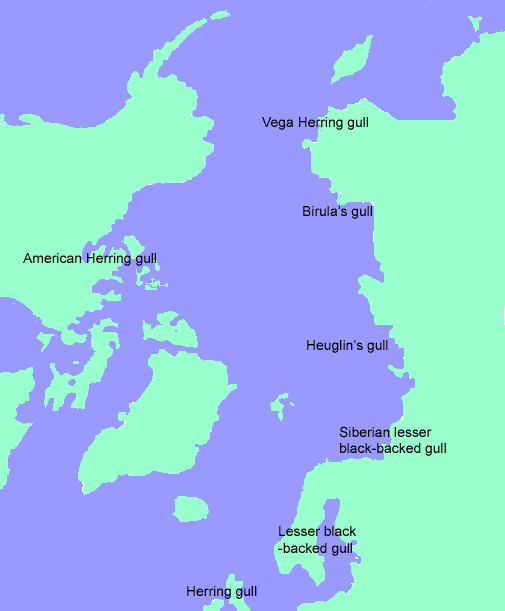 Vega Herring gull
Birula's gull
American Herring gull
Heuglin's gull
Siberian lesser
black-backed gull
Lesser black
-backed gull
Herring gull